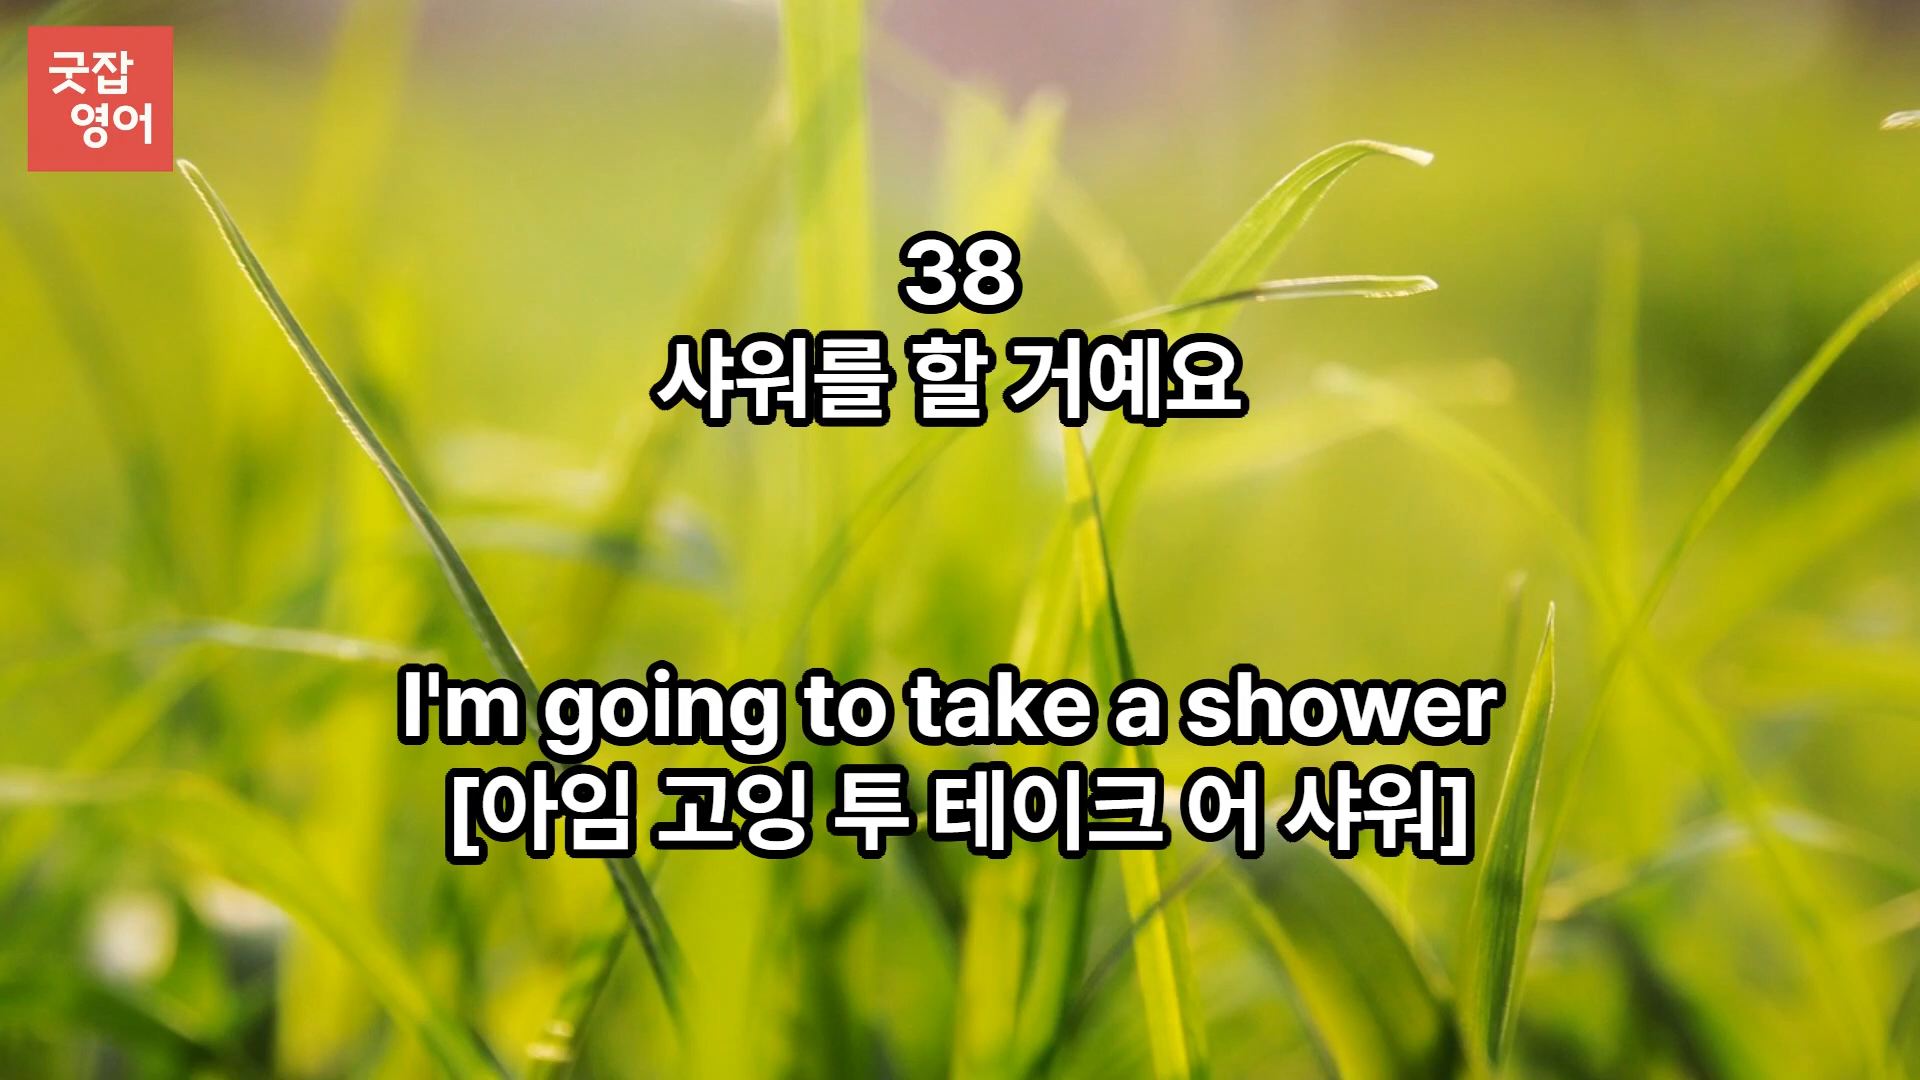 굿잡
영어
38
샤워를 할 거예요
I'm going to take a shower
[아임 고잉 투 테이크 어 샤워]